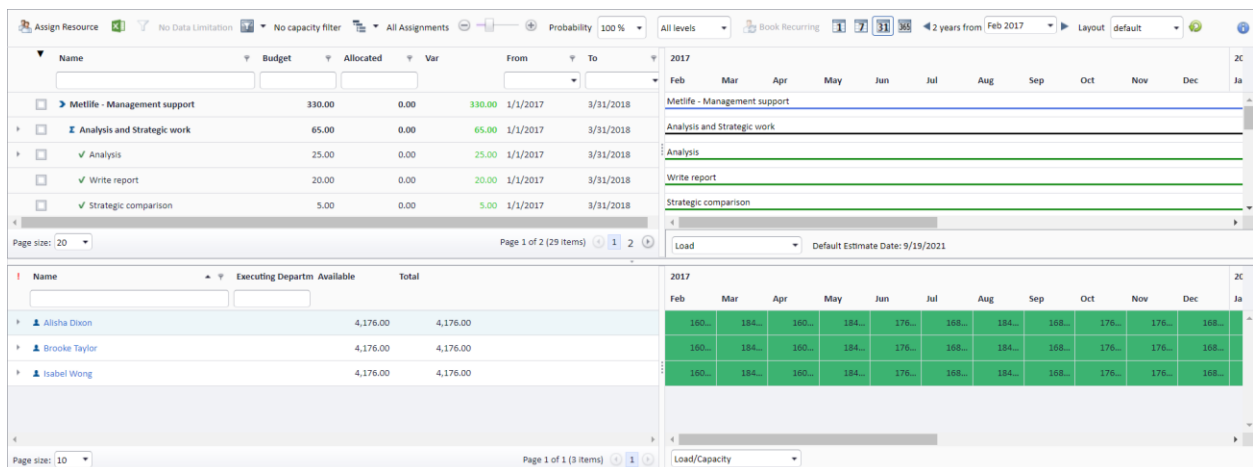 Assign Resource No Data Limitation No capacity filter All Assignments Probability 100 % All levels Book Recurring 1 7 31 365 2 years from Feb 2017 Layout default
Name Budget Allocated Var From To 2017
Feb Mar Apr May Jun Jul Aug Sep Oct Nov Dec Ja
Metlife - Management support 330.00 0.00 330.00 1/1/2017 3/31/2018 Metlife - Management support
Analysis and Strategic work 65.00 0.00 65.00 1/1/2017 3/31/2018 Analysis and Strategic work
Analysis 25.00 0.00 25.00 1/1/2017 3/31/2018 Analysis
Write report 20.00 0.00 20.00 1/1/2017 3/31/2018 Write report
Strategic comparison 5.00 0.00 5.00 1/1/2017 3/31/2018 Strategic comparison
Page size: 20 Page 1 of 2 (29 items) 1 2 Load Default Estimate Date: 9/19/2021
! Name Executing Departm Available Total 2017
Feb Mar Apr May Jun Jul Aug Sep Oct Nov Dec Ja
Alisha Dixon 4,176.00 4,176.00 160... 184... 160... 184... 176... 168... 184... 168... 176... 176... 168...
Brooke Taylor 4,176.00 4,176.00 160... 184... 160... 184... 176... 168... 184... 168... 176... 176... 168...
Isabel Wong 4,176.00 4,176.00 160... 184... 160... 184... 176... 168... 184... 168... 176... 176... 168...
Page size: 10 Page 1 of 1 (3 items) 1 Load/Capacity